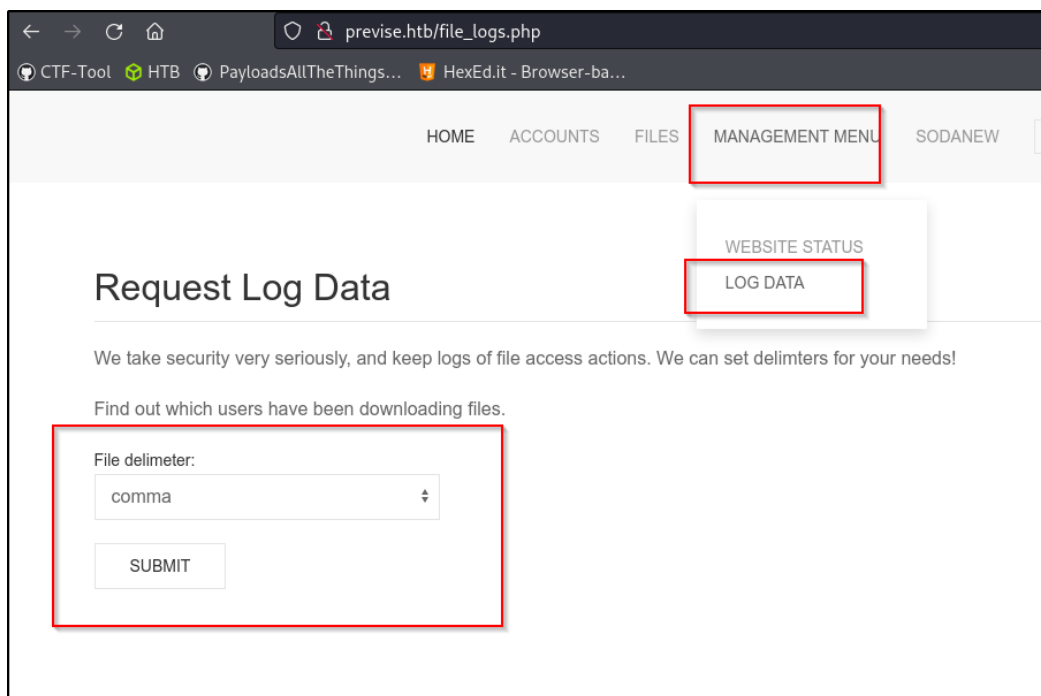 previse.htb/file_logs.php
CTF-Tool HTB PayloadsAllTheThings... HexEd.it - Browser-ba...
HOME ACCOUNTS FILES MANAGEMENT MENU SODANEW
WEBSITE STATUS
LOG DATA
Request Log Data
We take security very seriously, and keep logs of file access actions. We can set delimters for your needs!
Find out which users have been downloading files.
File delimeter:
comma
SUBMIT